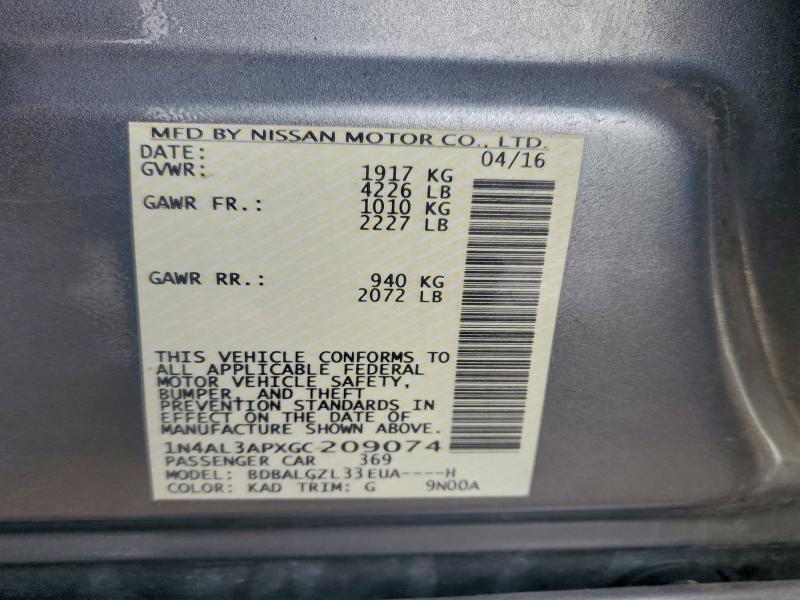 MFD BY NISSAN MOTOR CO., LTD.
DATE: 04/16
GVWR: 1917 KG
4226 LB
GAWR FR.: 1010 KG
2227 LB
GAWR RR.: 940 KG
2072 LB
THIS VEHICLE CONFORMS TO
ALL APPLICABLE FEDERAL
MOTOR VEHICLE SAFETY,
BUMPER, AND THEFT
PREVENTION STANDARDS IN
EFFECT ON THE DATE OF
MANUFACTURE SHOWN ABOVE.
1N4AL3APXGC209074
PASSENGER CAR 369
MODEL: BDBALGZL33EUA----H
COLOR: KAD TRIM: G 9N00A